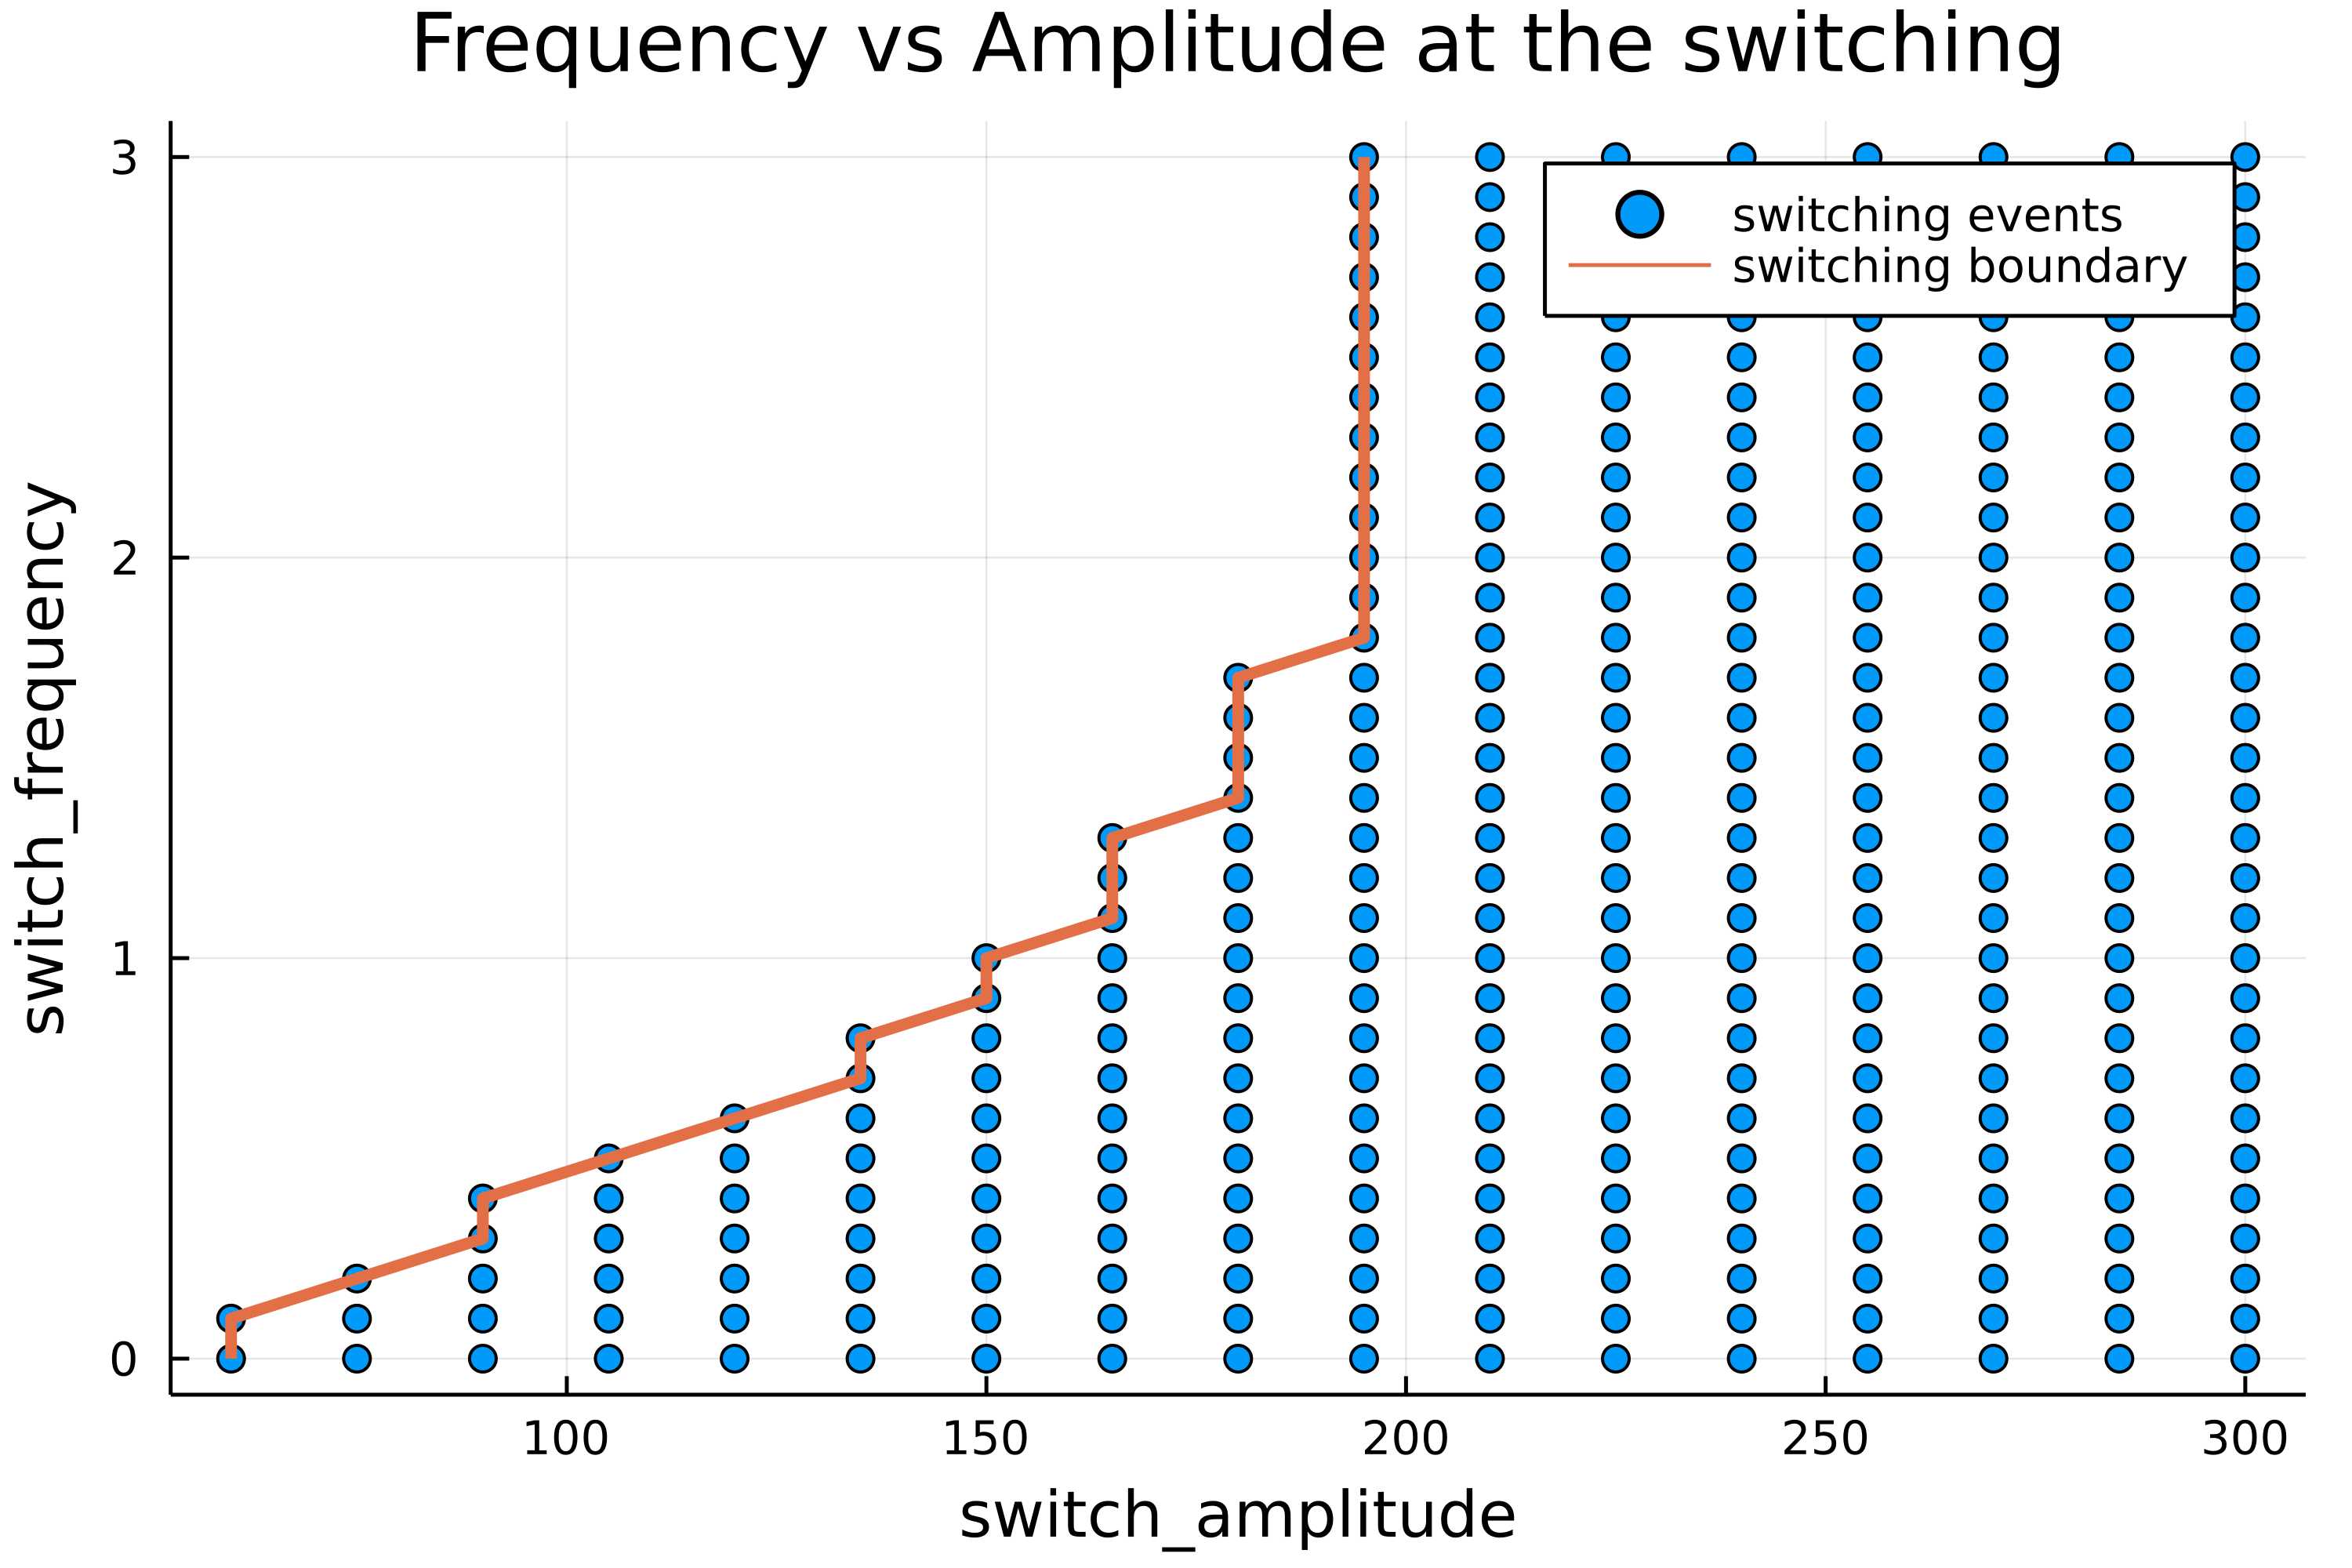 Frequency vs Amplitude at the switching
switching events
switching boundary
switch_frequency
3
2
1
0
100 150 200 250 300
switch_amplitude